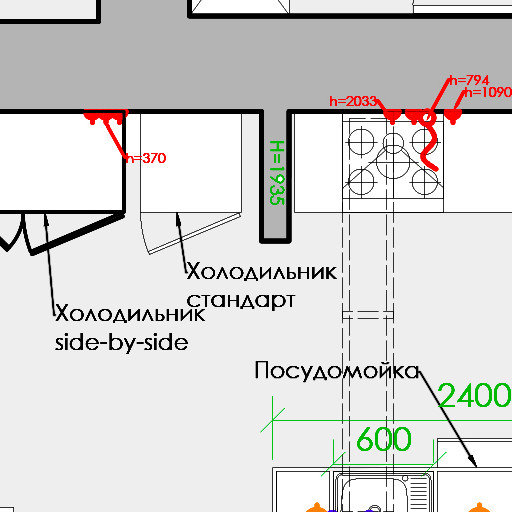 h=794
h=1090
h=2033
h=370
H=1935
Холодильник
стандарт
Холодильник
side-by-side
Посудомойка
2400
600